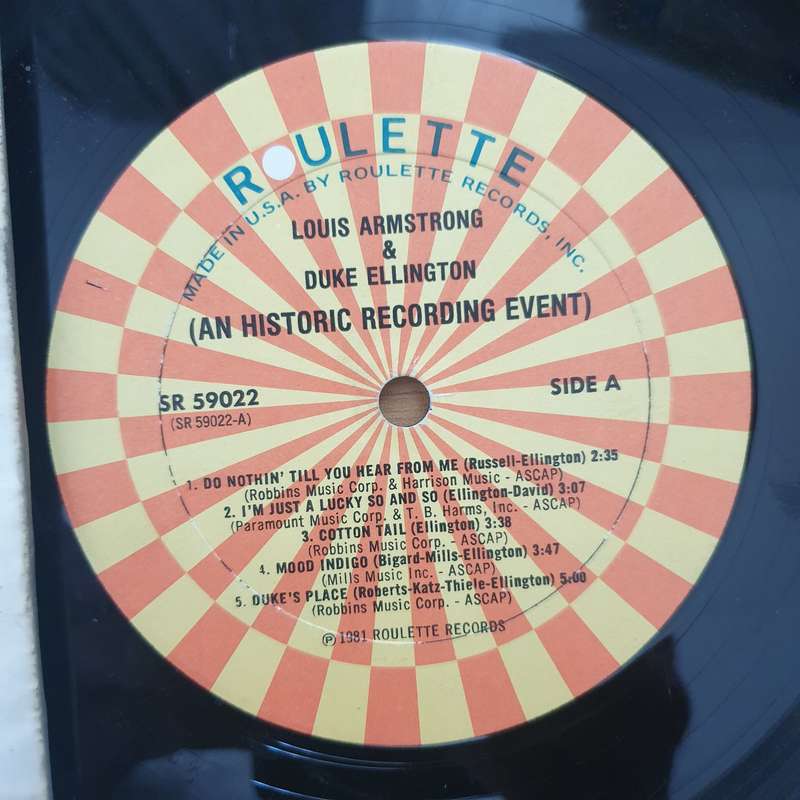 ROULETTE
MADE IN U.S.A. BY ROULETTE RECORDS, INC.
LOUIS ARMSTRONG
&
DUKE ELLINGTON
(AN HISTORIC RECORDING EVENT)
SR 59022
(SR 59022-A)
SIDE A
1. DO NOTHIN' TILL YOU HEAR FROM ME (Russell-Ellington) 2:35
(Robbins Music Corp. & Harrison Music - ASCAP)
2. I'M JUST A LUCKY SO AND SO (Ellington-David) 3:07
(Paramount Music Corp. & T. B. Harms, Inc. - ASCAP)
3. COTTON TAIL (Ellington) 3:38
(Robbins Music Corp. - ASCAP)
4. MOOD INDIGO (Bigard-Mills-Ellington) 3:47
(Mills Music Inc. - ASCAP)
5. DUKE'S PLACE (Roberts-Katz-Thiele-Ellington) 5:00
(Robbins Music Corp. - ASCAP)
℗ 1981 ROULETTE RECORDS